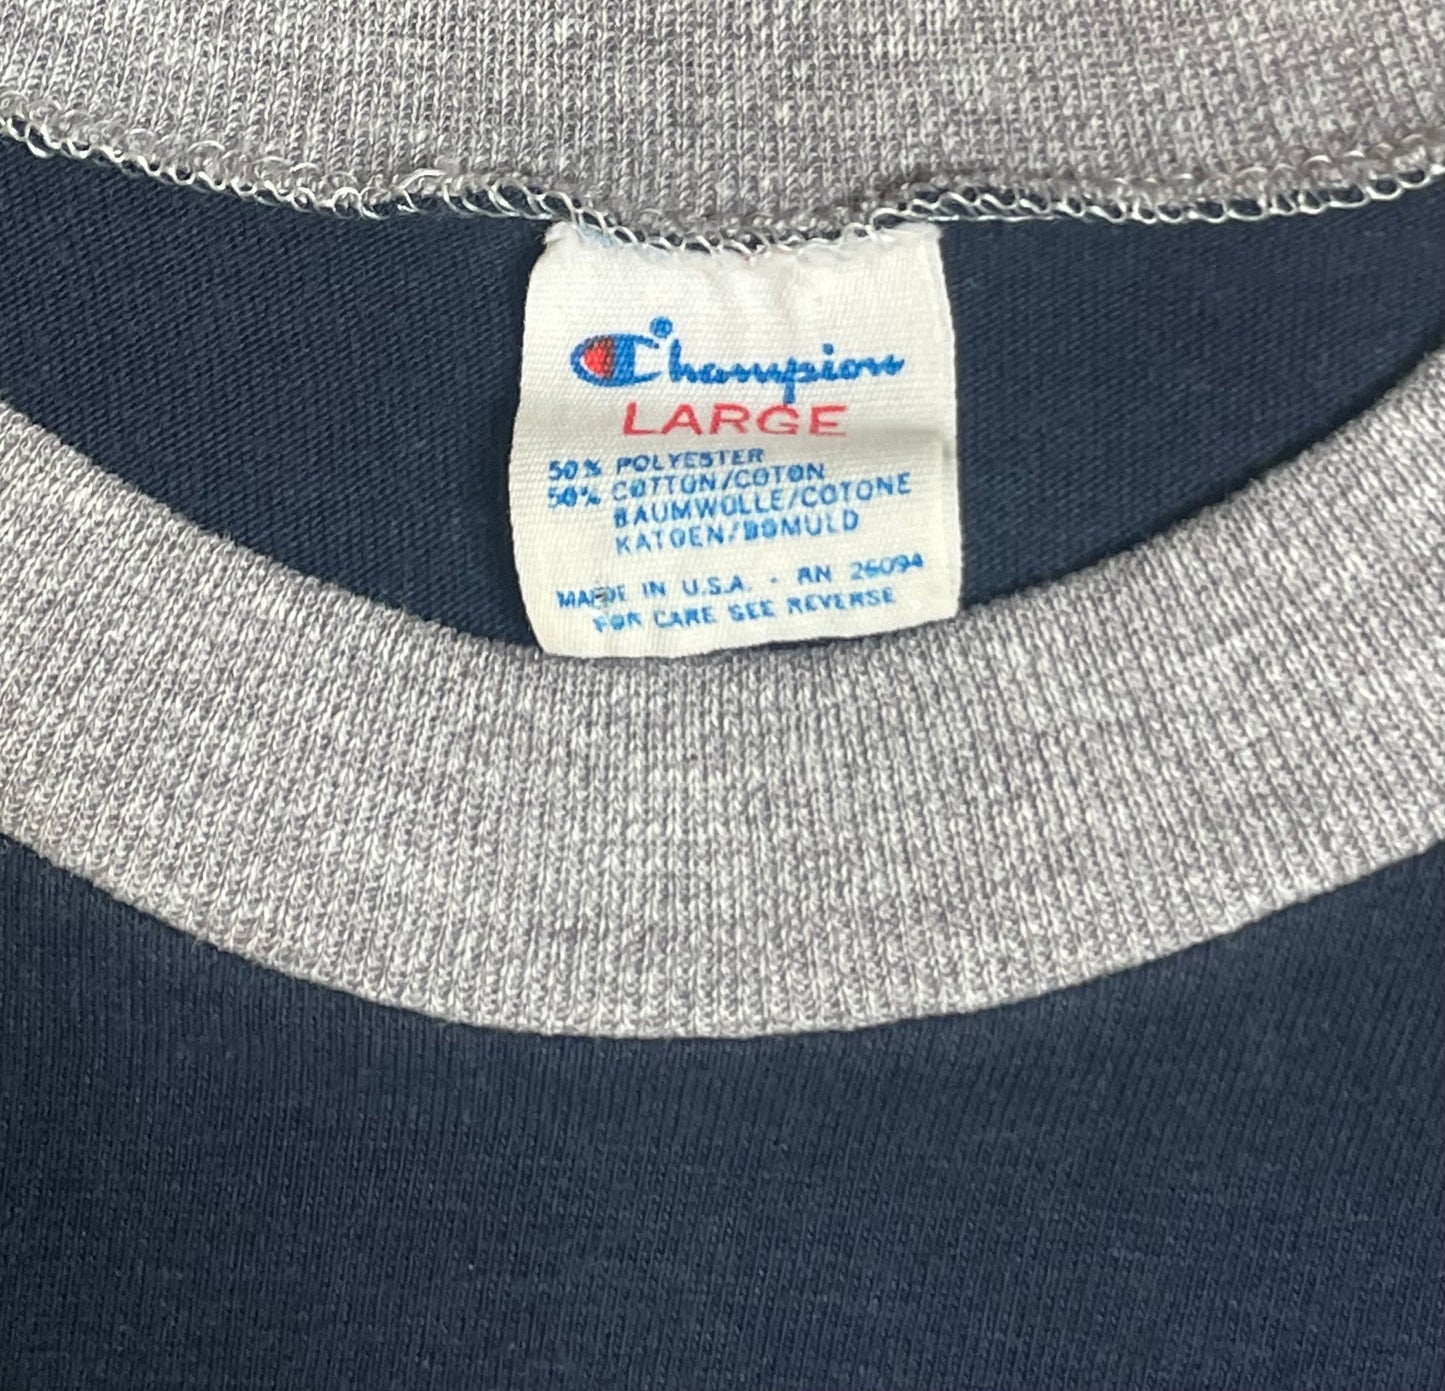 Champion®
LARGE
50% POLYESTER
50% COTTON/COTON
BAUMWOLLE/COTONE
KATOEN/BOMULD
MADE IN U.S.A. · RN 26094
FOR CARE SEE REVERSE